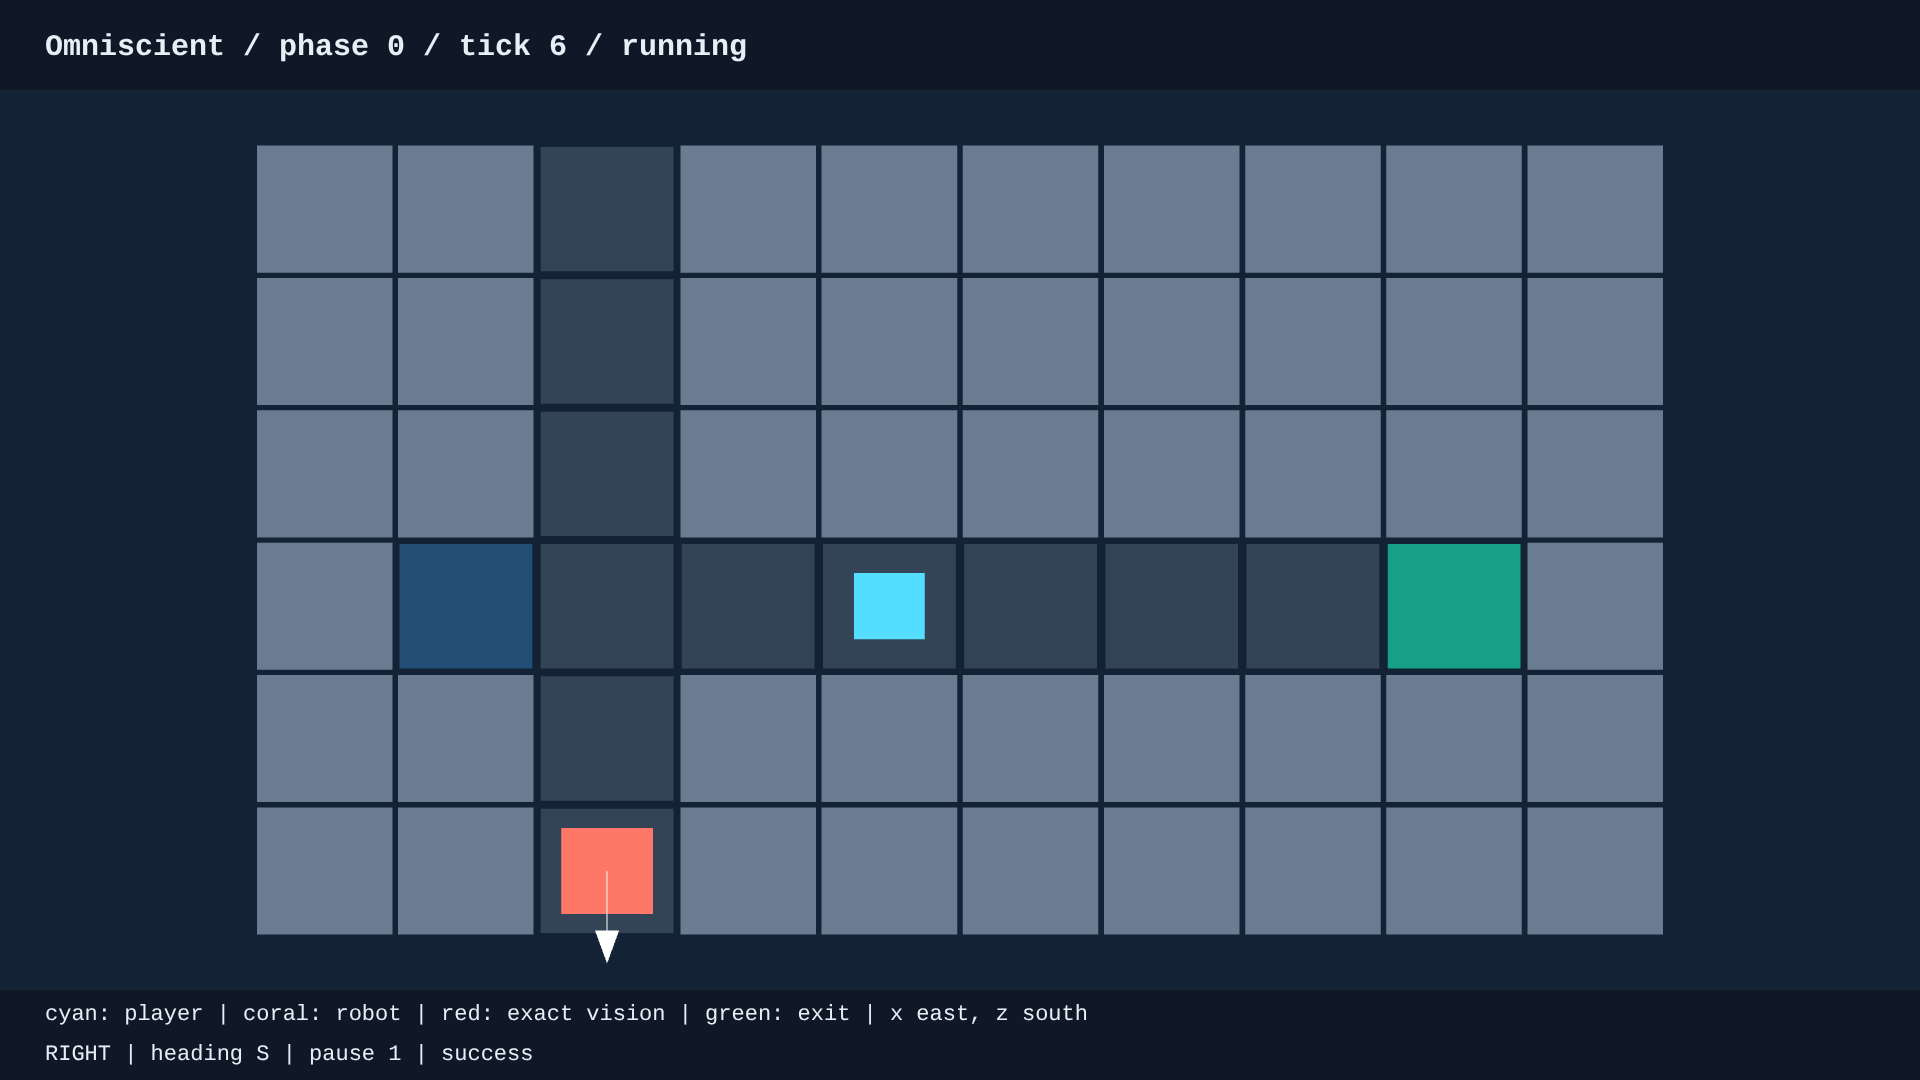 Omniscient / phase 0 / tick 6 / running
cyan: player | coral: robot | red: exact vision | green: exit | x east, z south
RIGHT | heading S | pause 1 | success